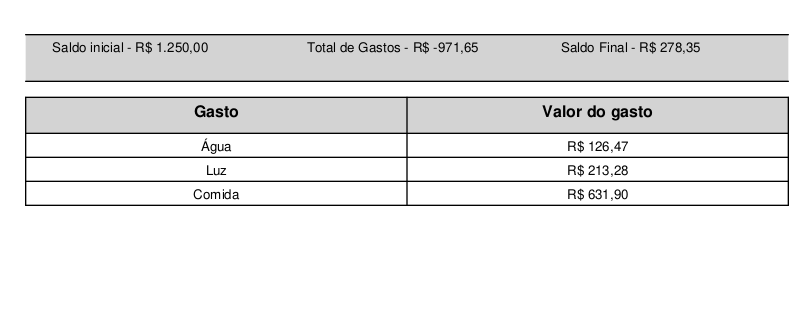 Saldo inicial - R$ 1.250,00 Total de Gastos - R$ -971,65 Saldo Final - R$ 278,35
Gasto Valor do gasto
Água R$ 126,47
Luz R$ 213,28
Comida R$ 631,90